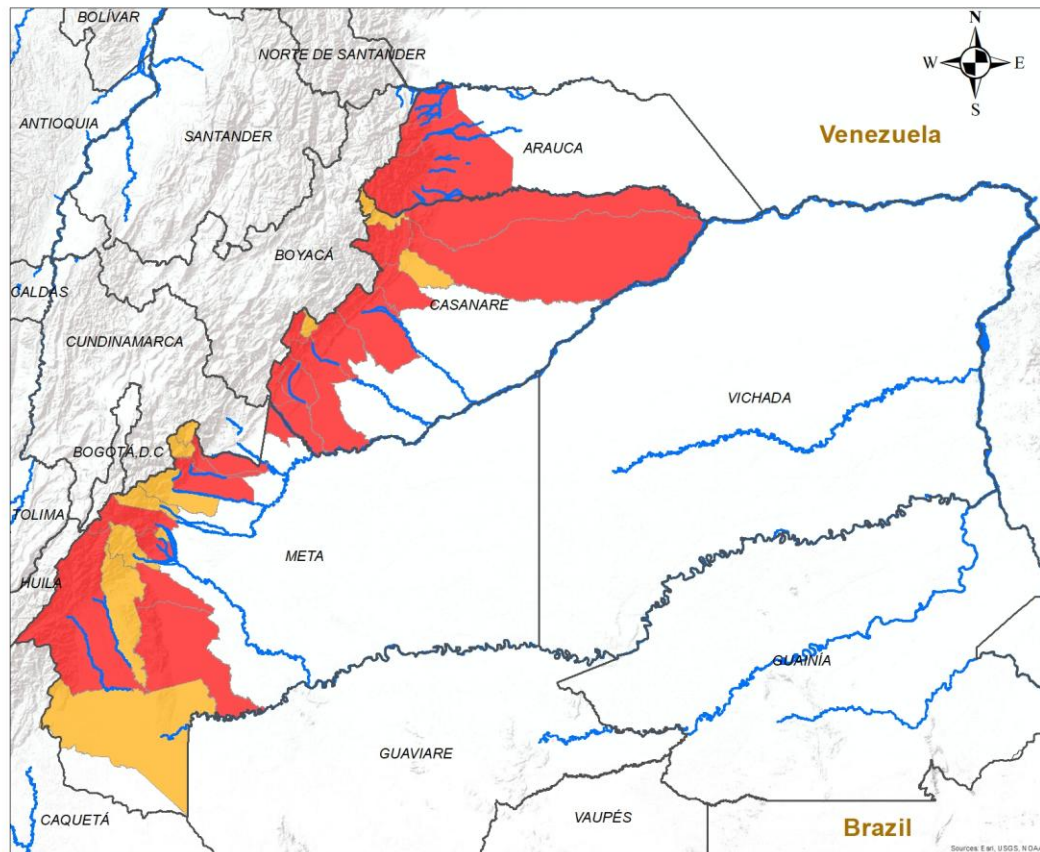 BOLÍVAR
N
NORTE DE SANTANDER
W
E
S
ANTIOQUIA
SANTANDER
Venezuela
ARAUCA
BOYACÁ
CALDAS
CASANARE
CUNDINAMARCA
VICHADA
BOGOTÁ, D.C
TOLIMA
META
HUILA
GUAINÍA
GUAVIARE
CAQUETÁ
VAUPÉS
Brazil
Sources: Esri, USGS, NOAA